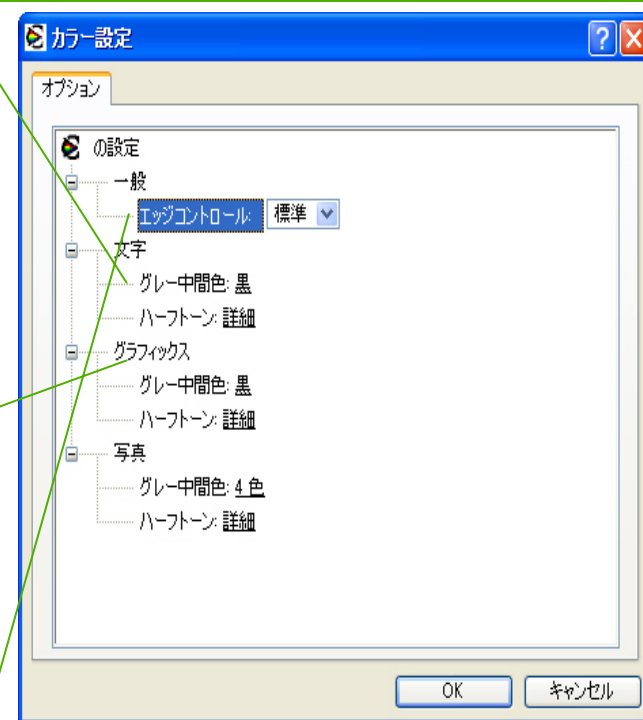 カラー設定
オプション
の設定
一般
エッジコントロール: 標準
文字
グレー中間色: 黒
ハーフトーン: 詳細
グラフィックス
グレー中間色: 黒
ハーフトーン: 詳細
写真
グレー中間色: 4 色
ハーフトーン: 詳細
OK キャンセル